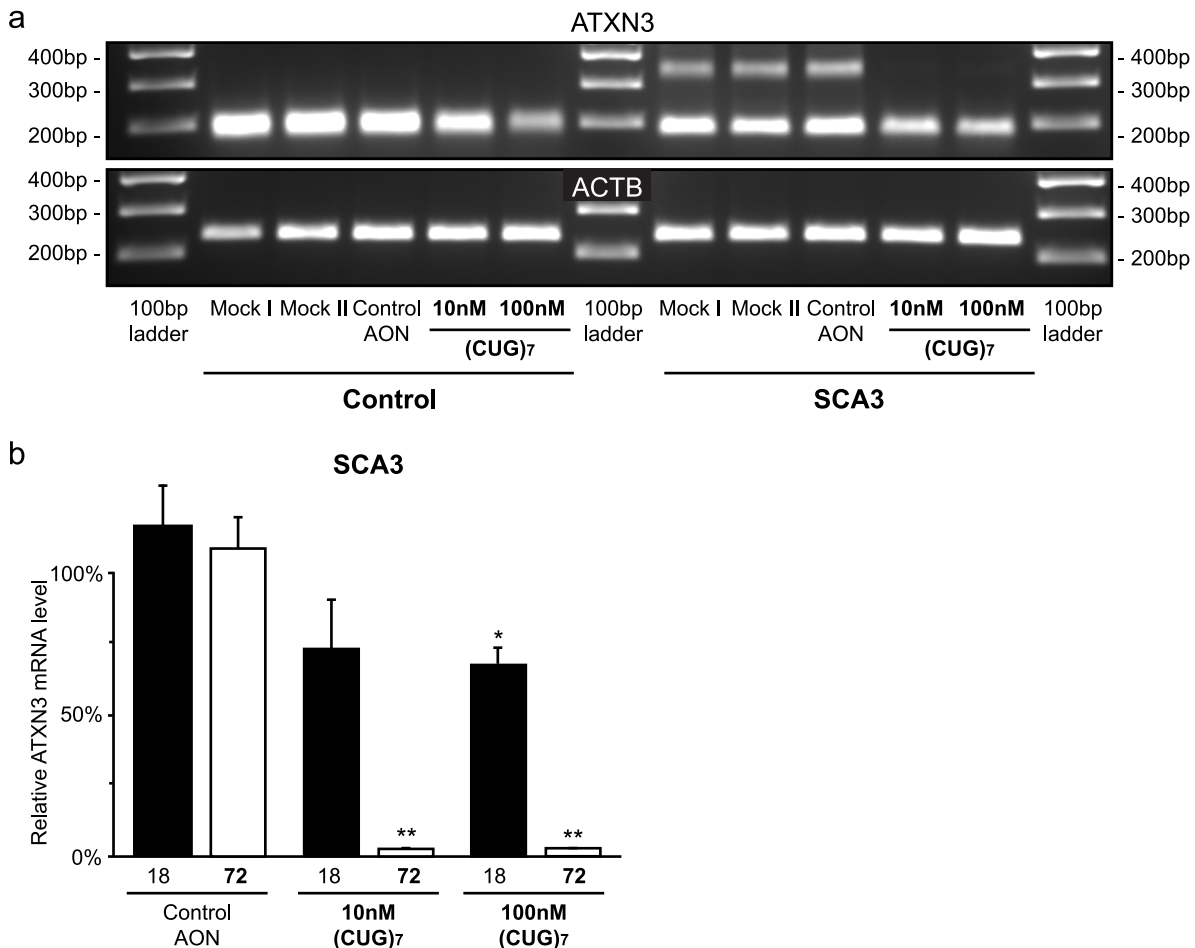 a
ATXN3
400bp -
300bp -
200bp -
- 400bp
- 300bp
- 200bp
ACTB
400bp -
300bp -
200bp -
- 400bp
- 300bp
- 200bp
100bp ladder
Mock I
Mock II
Control AON
10nM
100nM
(CUG)7
100bp ladder
Mock I
Mock II
Control AON
10nM
100nM
(CUG)7
100bp ladder
Control
SCA3
b
SCA3
Relative ATXN3 mRNA level
100%
50%
0%
**
*
**
18
72
18
72
18
72
Control AON
10nM (CUG)7
100nM (CUG)7